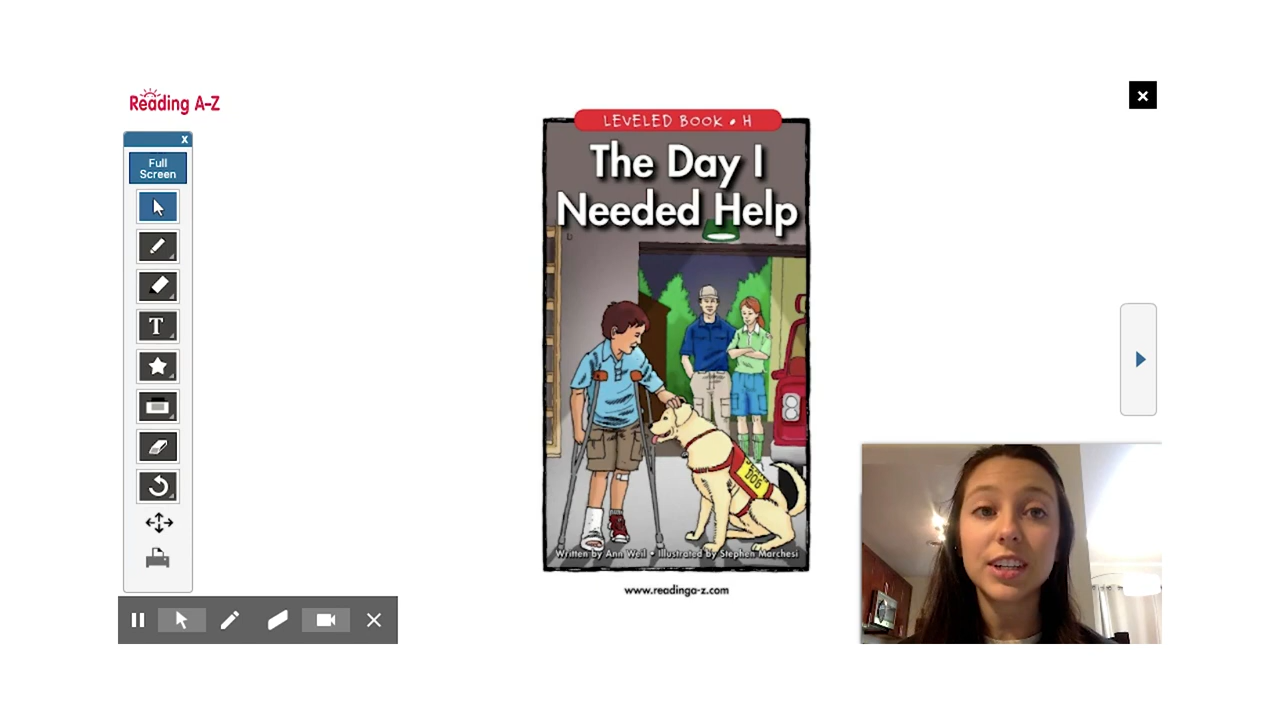 Reading A-Z
x
Full
Screen
T
LEVELED BOOK • H
The Day I
Needed Help
DOG
Written by Ann Weil • Illustrated by Stephen Marchesi
www.readinga-z.com